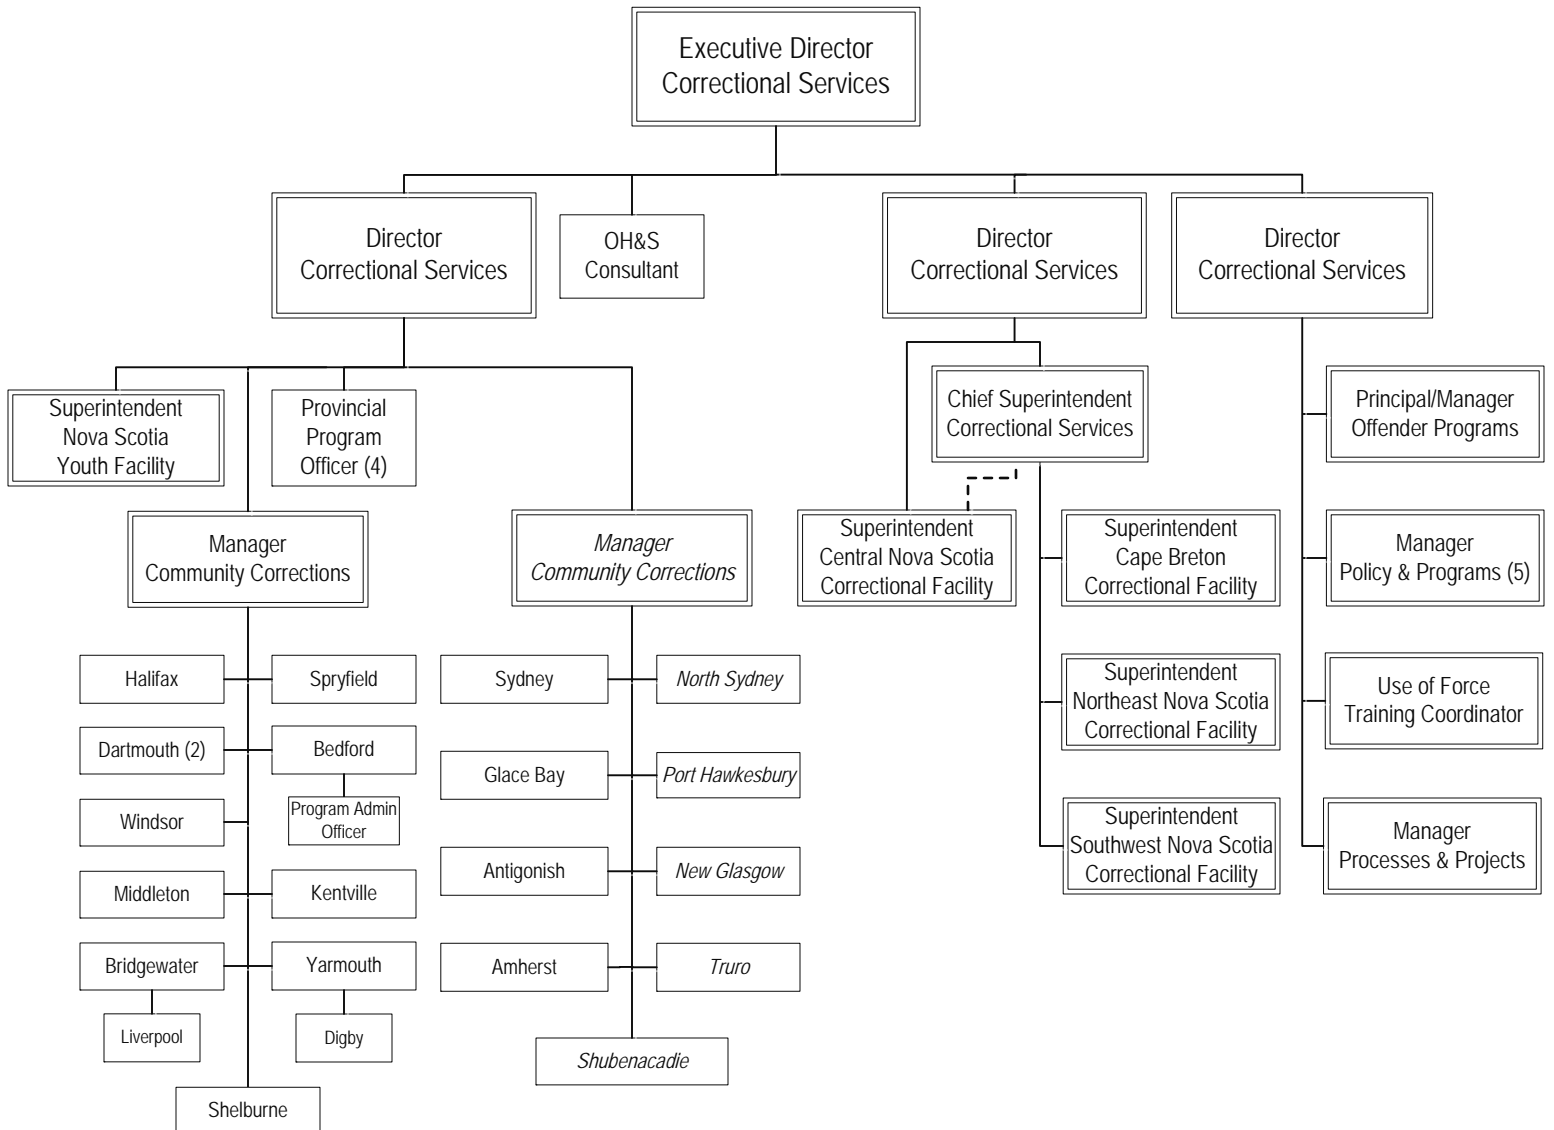 Executive Director
Correctional Services
Director
Correctional Services
OH&S
Consultant
Director
Correctional Services
Director
Correctional Services
Superintendent
Nova Scotia
Youth Facility
Provincial
Program
Officer (4)
Chief Superintendent
Correctional Services
Principal/Manager
Offender Programs
Manager
Community Corrections
Manager
Community Corrections
Superintendent
Central Nova Scotia
Correctional Facility
Superintendent
Cape Breton
Correctional Facility
Manager
Policy & Programs (5)
Halifax
Spryfield
Sydney
North Sydney
Superintendent
Northeast Nova Scotia
Correctional Facility
Use of Force
Training Coordinator
Dartmouth (2)
Bedford
Glace Bay
Port Hawkesbury
Program Admin
Officer
Windsor
Superintendent
Southwest Nova Scotia
Correctional Facility
Manager
Processes & Projects
Antigonish
New Glasgow
Middleton
Kentville
Bridgewater
Yarmouth
Amherst
Truro
Liverpool
Digby
Shubenacadie
Shelburne